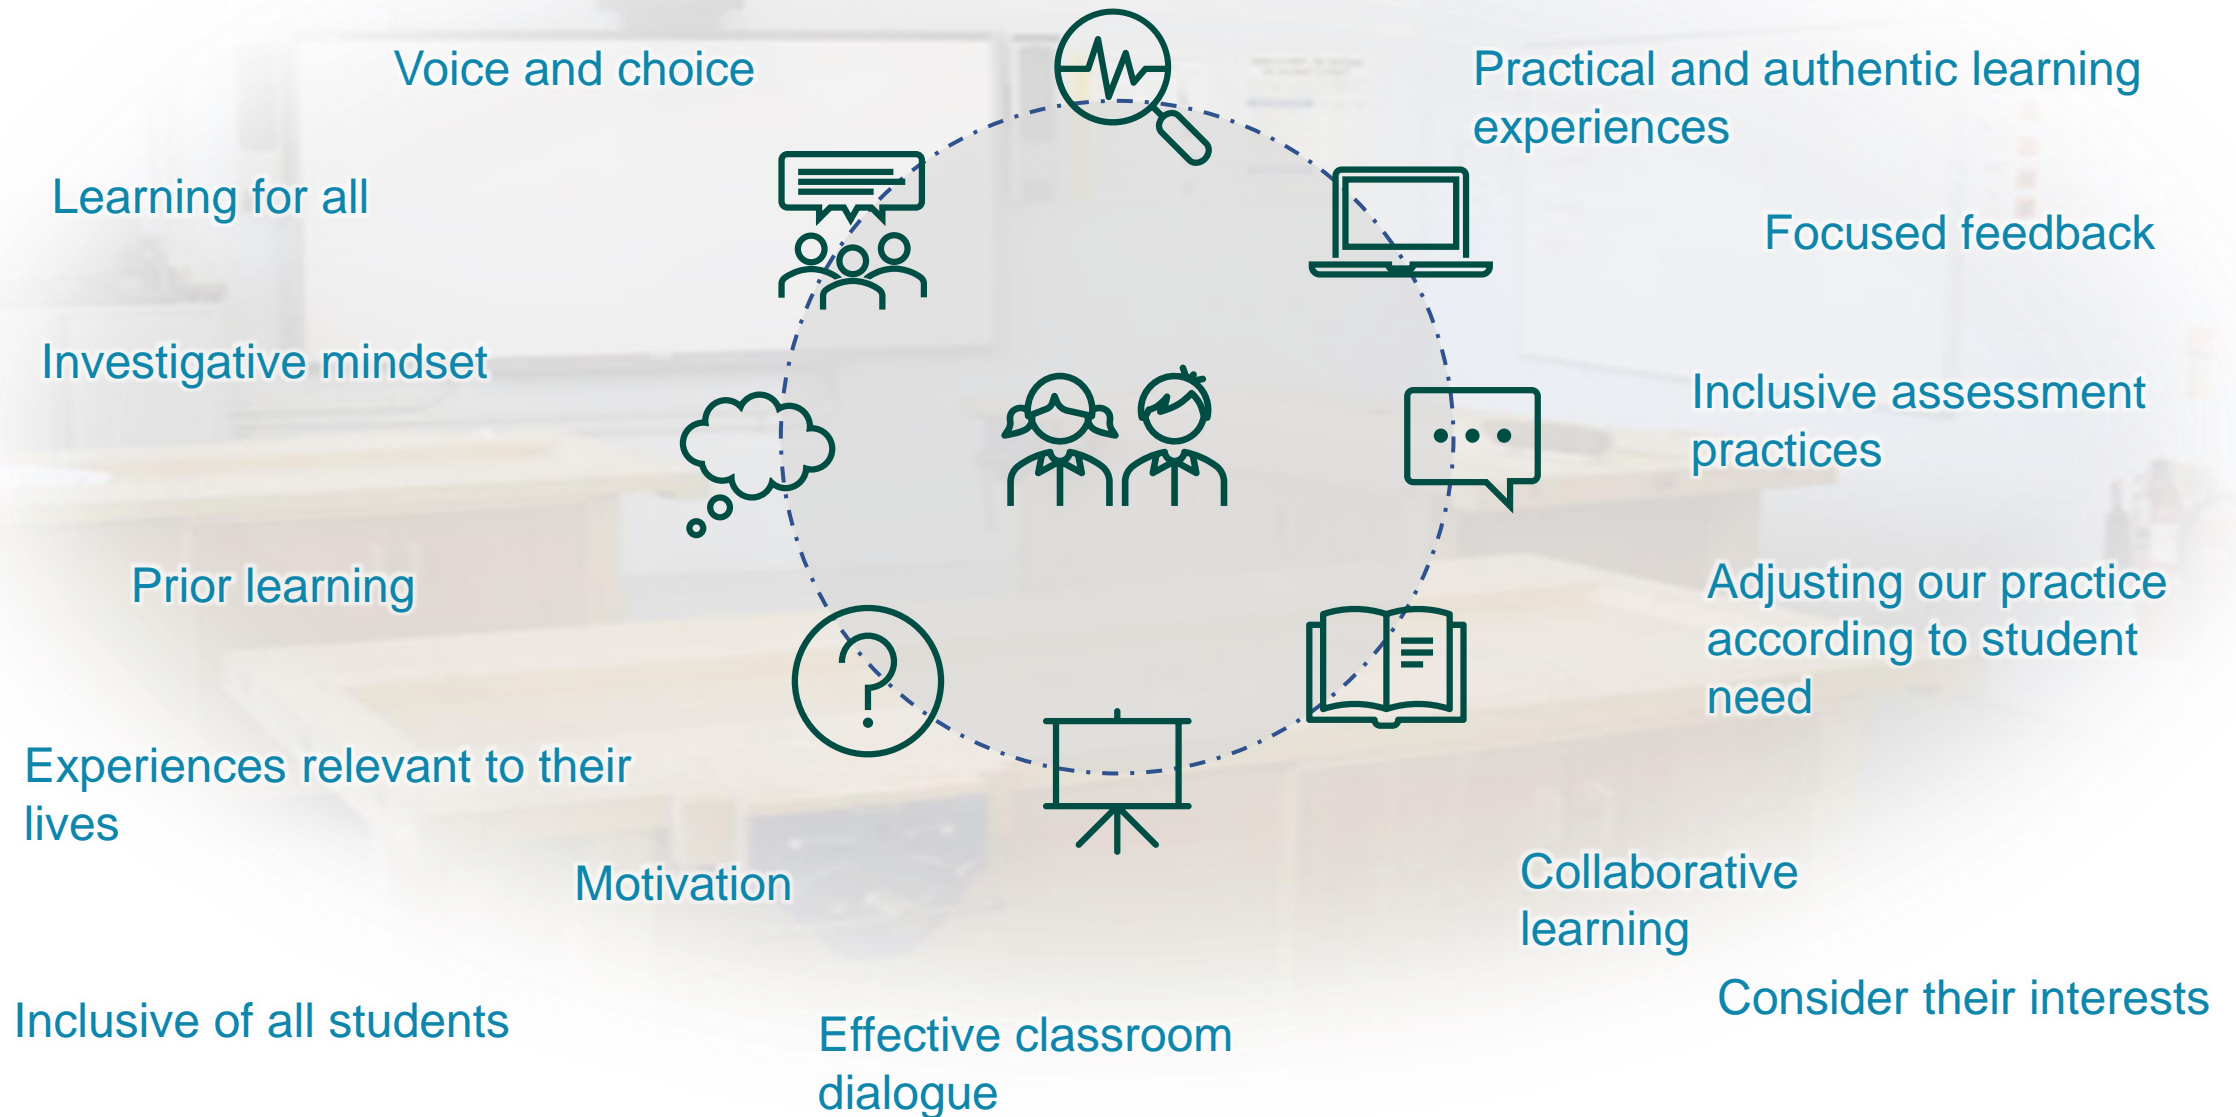 Voice and choice
Practical and authentic learning
experiences
Learning for all
Focused feedback
Investigative mindset
Inclusive assessment
practices
Prior learning
Adjusting our practice
according to student
need
Experiences relevant to their
lives
Motivation
Collaborative
learning
Consider their interests
Inclusive of all students
Effective classroom
dialogue